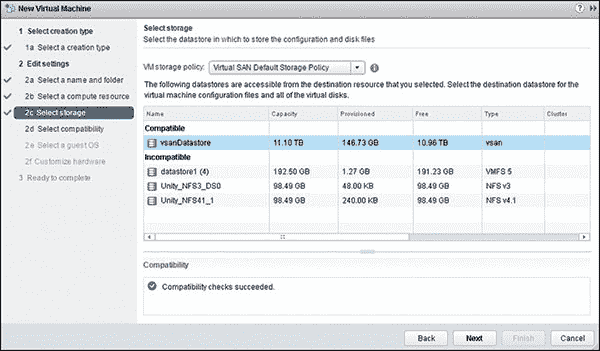 New Virtual Machine
1 Select creation type
1a Select a creation type
2 Edit settings
2a Select a name and folder
2b Select a compute resource
2c Select storage
2d Select compatibility
2e Select a guest OS
2f Customize hardware
3 Ready to complete
Select storage
Select the datastore in which to store the configuration and disk files
VM storage policy: Virtual SAN Default Storage Policy
The following datastores are accessible from the destination resource that you selected. Select the destination datastore for the
virtual machine configuration files and all of the virtual disks.
Name Capacity Provisioned Free Type Cluster
Compatible
vsanDatastore 11.10 TB 146.73 GB 10.96 TB vsan
Incompatible
datastore1 (4) 192.50 GB 1.27 GB 191.23 GB VMFS 5
Unity_NFS3_DS0 98.49 GB 48.00 KB 98.49 GB NFS v3
Unity_NFS41_1 98.49 GB 240.00 KB 98.49 GB NFS v4.1
Compatibility
Compatibility checks succeeded.
Back Next Finish Cancel